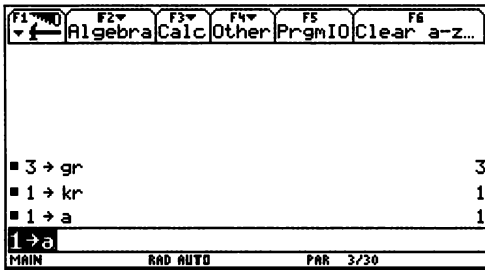 F1 F2 Algebra F3 Calc F4 Other F5 PrgmIO F6 Clear a-z...
3 → gr 3
1 → kr 1
1 → a 1
1→a
MAIN RAD AUTO PAR 3/30